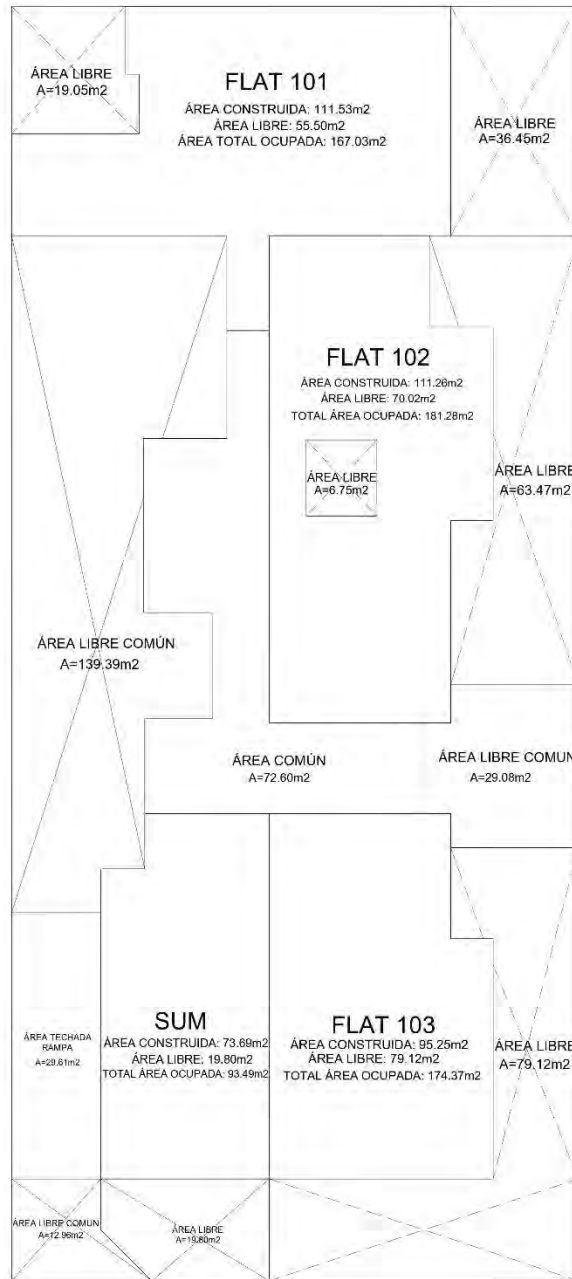 ÁREA LIBRE
A=19.05m2
FLAT 101
ÁREA CONSTRUIDA: 111.53m2
ÁREA LIBRE: 55.50m2
ÁREA TOTAL OCUPADA: 167.03m2
ÁREA LIBRE
A=36.45m2
FLAT 102
ÁREA CONSTRUIDA: 111.26m2
ÁREA LIBRE: 70.02m2
TOTAL ÁREA OCUPADA: 181.28m2
ÁREA LIBRE
A=6.75m2
ÁREA LIBRE
A=63.47m2
ÁREA LIBRE COMÚN
A=139.39m2
ÁREA COMÚN
A=72.60m2
ÁREA LIBRE COMUN
A=29.08m2
ÁREA TECHADA
RAMPA
A=29.61m2
SUM
ÁREA CONSTRUIDA: 73.69m2
ÁREA LIBRE: 19.80m2
TOTAL ÁREA OCUPADA: 93.49m2
FLAT 103
ÁREA CONSTRUIDA: 95.25m2
ÁREA LIBRE: 79.12m2
TOTAL ÁREA OCUPADA: 174.37m2
ÁREA LIBRE
A=79.12m2
ÁREA LIBRE COMUN
A=12.96m2
ÁREA LIBRE
A=19.80m2